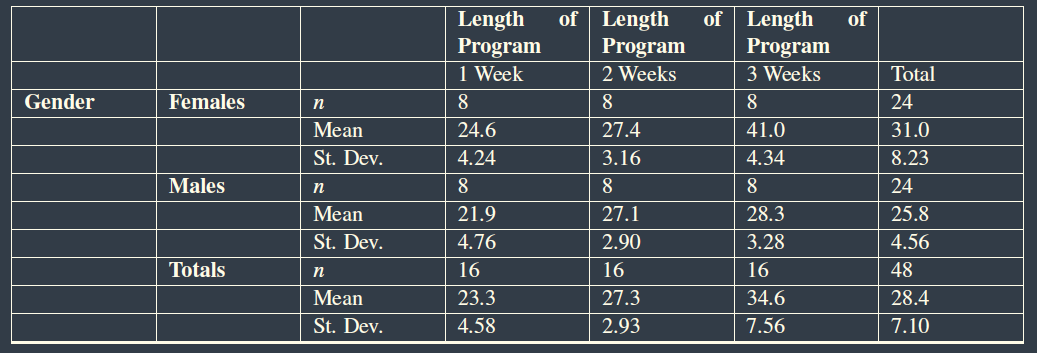 Length of Program Length of Program Length of Program
1 Week 2 Weeks 3 Weeks Total
Gender Females n 8 8 8 24
Mean 24.6 27.4 41.0 31.0
St. Dev. 4.24 3.16 4.34 8.23
Males n 8 8 8 24
Mean 21.9 27.1 28.3 25.8
St. Dev. 4.76 2.90 3.28 4.56
Totals n 16 16 16 48
Mean 23.3 27.3 34.6 28.4
St. Dev. 4.58 2.93 7.56 7.10